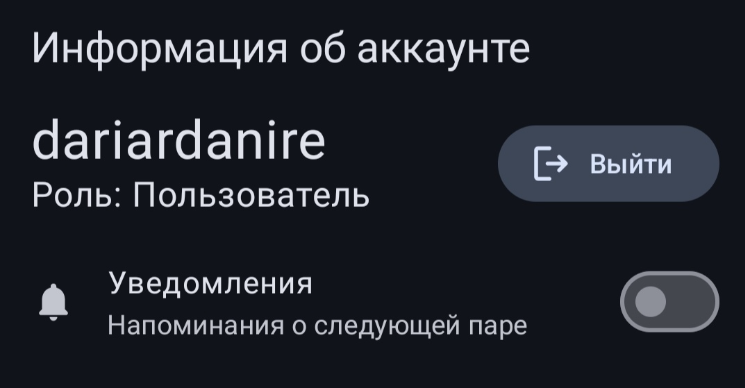 Информация об аккаунте
dariardanire
Роль: Пользователь
Выйти
Уведомления
Напоминания о следующей паре